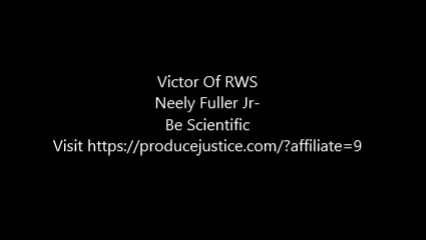 Victor Of RWS
Neely Fuller Jr-
Be Scientific
Visit https://producejustice.com/?affiliate=9